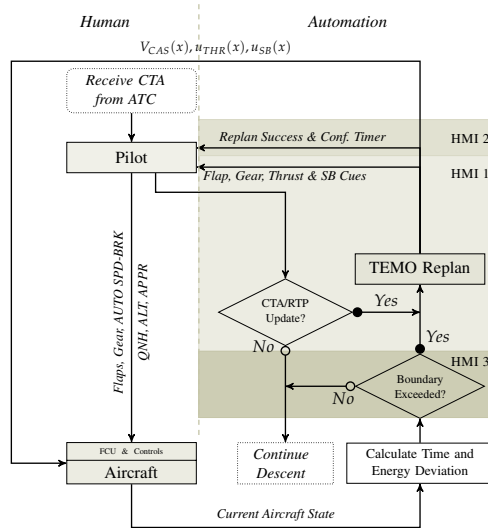 Human
Automation
V_CAS(x), u_THR(x), u_SB(x)
Receive CTA
from ATC
Replan Success & Conf. Timer
HMI 2
Pilot
Flap, Gear, Thrust & SB Cues
HMI 1
TEMO Replan
CTA/RTP
Update?
Yes
Flaps, Gear, AUTO SPD-BRK
QNH, ALT, APPR
No
Yes
HMI 3
Boundary
Exceeded?
No
FCU & Controls
Aircraft
Continue
Descent
Calculate Time and
Energy Deviation
Current Aircraft State